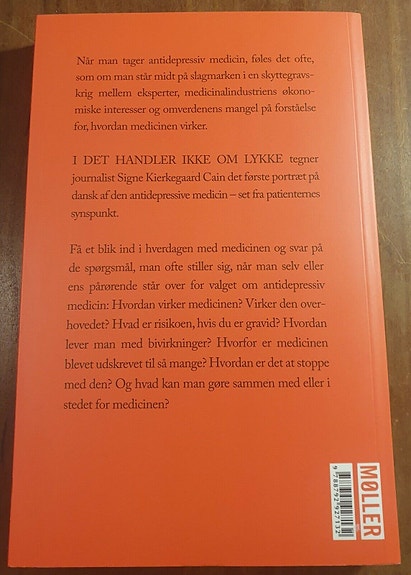 Når man tager antidepressiv medicin, føles det ofte,
som om man står midt på slagmarken en i en skyttegravs-
krig mellem eksperter, medicinalindustriens økono-
miske interesser og omverdenens mangel på forståelse
for, hvordan medicinen virker.
I DET HANDLER IKKE OM LYKKE tegner
journalist Signe Kierkegaard Cain det første portræt på
dansk af den antidepressive medicin – set fra patienternes
synspunkt.
Få et blik ind i hverdagen med medicinen og svar på
de spørgsmål, man ofte stiller sig, når man selv eller
ens pårørende står over for valget om antidepressiv
medicin: Hvordan virker medicinen? Virker den over-
hovedet? Hvad er risikoen, hvis du er gravid? Hvordan
lever man med bivirkninger? Hvorfor er medicinen
blevet udskrevet til så mange? Hvordan er det at stoppe
med den? Og hvad kan man gøre sammen med eller i
stedet for medicinen?
MØLLER
9 788792 927132